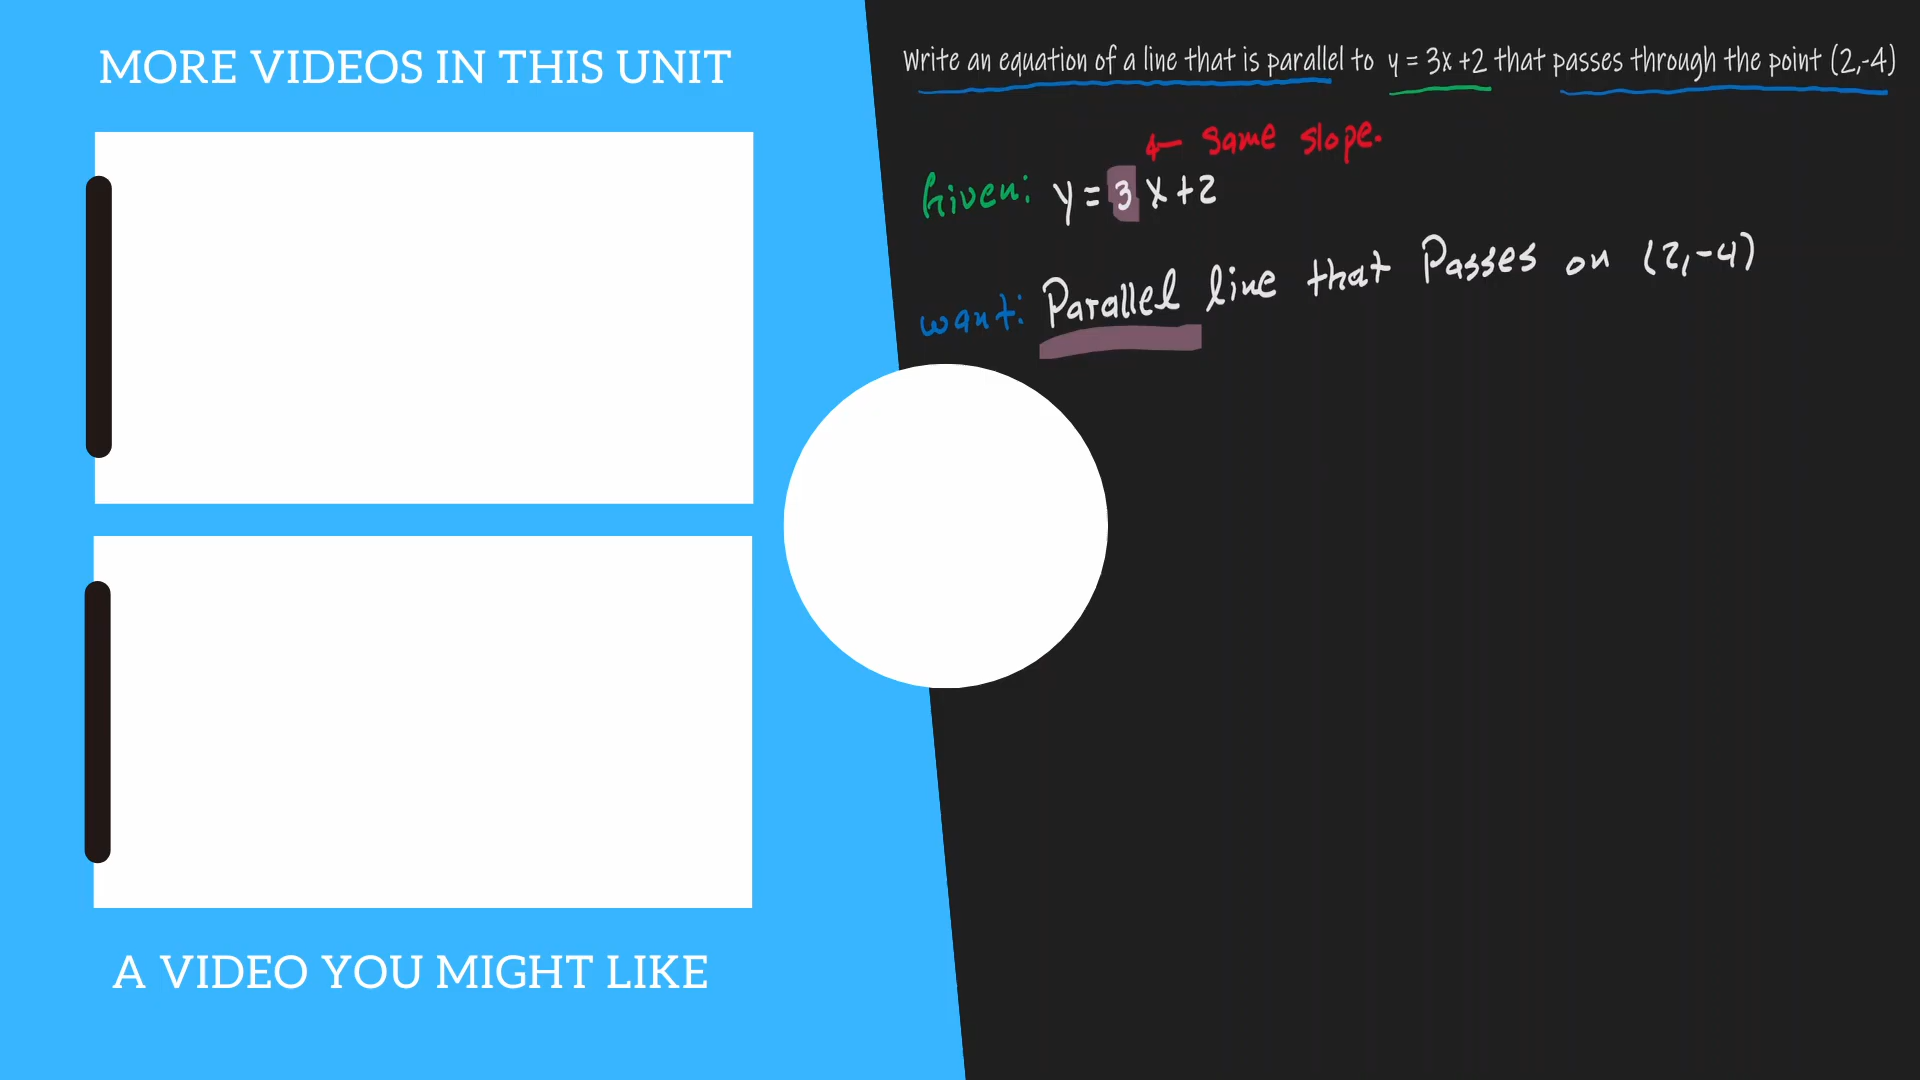 MORE VIDEOS IN THIS UNIT
A VIDEO YOU MIGHT LIKE
Write an equation of a line that is parallel to y = 3x +2 that passes through the point (2,-4)
← same slope.
Given: y = 3 x + 2
want: Parallel line that Passes on (2,-4)